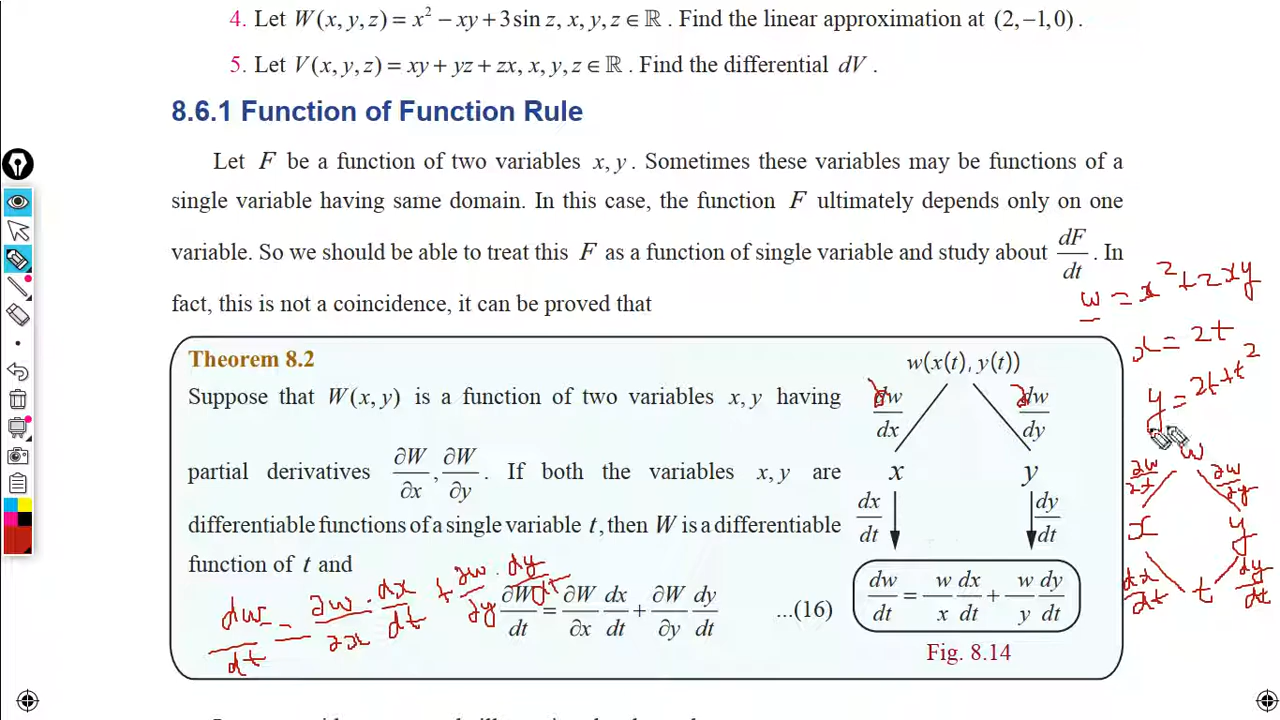 4. Let W(x, y, z) = x² − xy + 3 sin z, x, y, z ∈ ℝ. Find the linear approximation at (2, −1, 0).
5. Let V(x, y, z) = xy + yz + zx, x, y, z ∈ ℝ. Find the differential dV.
8.6.1 Function of Function Rule
Let F be a function of two variables x, y. Sometimes these variables may be functions of a
single variable having same domain. In this case, the function F ultimately depends only on one
variable. So we should be able to treat this F as a function of single variable and study about dF/dt. In
fact, this is not a coincidence, it can be proved that
w = x² + 2xy
x = 2t
y = 2t + t²
Theorem 8.2
Suppose that W(x, y) is a function of two variables x, y having
partial derivatives ∂W/∂x, ∂W/∂y. If both the variables x, y are
differentiable functions of a single variable t, then W is a differentiable
function of t and
∂W/dt = ∂W/∂x dx/dt + ∂W/∂y dy/dt ...(16)
dw/dt = ∂w/∂x · dx/dt + ∂w/∂y · dy/dt
w(x(t), y(t))
∂w/dx ∂w/dy
x y
dx/dt dy/dt
dw/dt = w/x dx/dt + w/y dy/dt
Fig. 8.14
w
∂w/∂x ∂w/∂y
x y
dx/dt t dy/dt